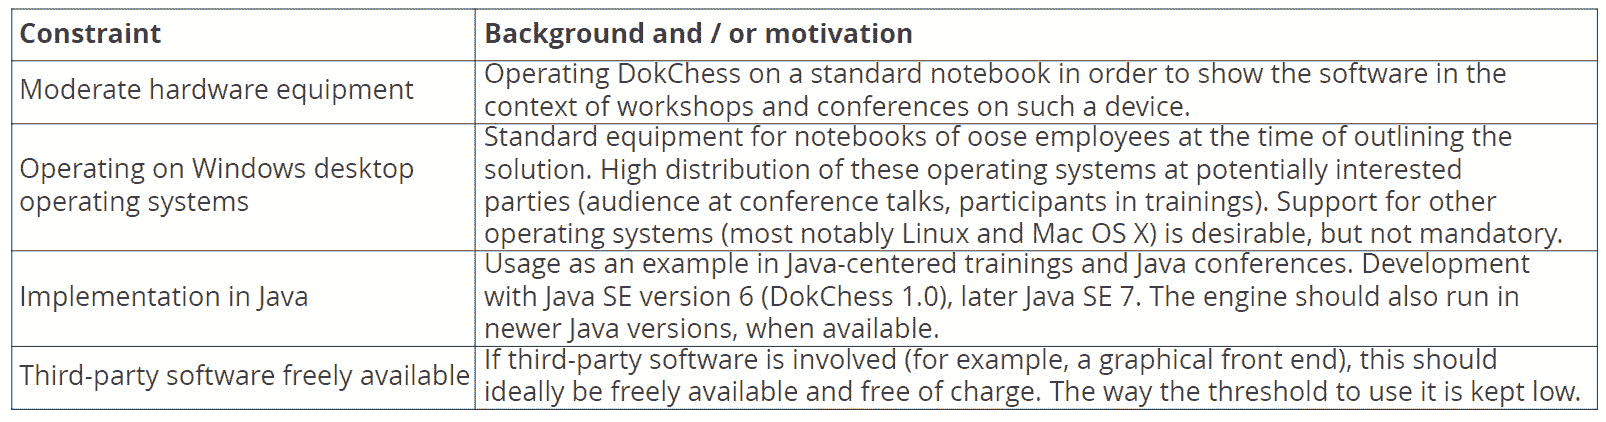 Constraint
Background and / or motivation
Moderate hardware equipment
Operating DokChess on a standard notebook in order to show the software in the
context of workshops and conferences on such a device.
Operating on Windows desktop
operating systems
Standard equipment for notebooks of oose employees at the time of outlining the
solution. High distribution of these operating systems at potentially interested
parties (audience at conference talks, participants in trainings). Support for other
operating systems (most notably Linux and Mac OS X) is desirable, but not mandatory.
Implementation in Java
Usage as an example in Java-centered trainings and Java conferences. Development
with Java SE version 6 (DokChess 1.0), later Java SE 7. The engine should also run in
newer Java versions, when available.
Third-party software freely available
If third-party software is involved (for example, a graphical front end), this should
ideally be freely available and free of charge. The way the threshold to use it is kept low.